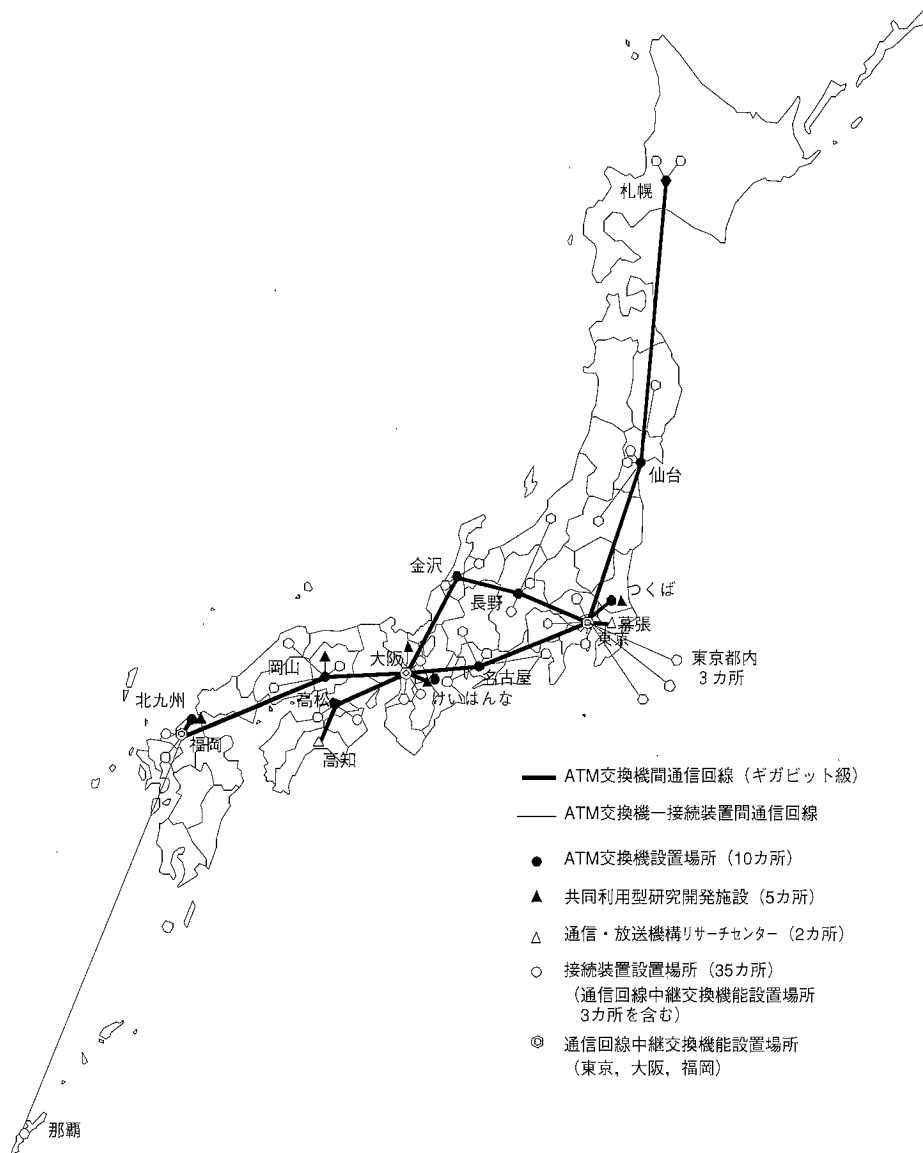 札幌
仙台
金沢
長野
つくば
幕張
東京
東京都内
3カ所
大阪
岡山
名古屋
けいはんな
北九州
高松
福岡
高知
那覇
ATM交換機間通信回線（ギガビット級）
ATM交換機ー接続装置間通信回線
ATM交換機設置場所（10カ所）
共同利用型研究開発施設（5カ所）
通信・放送機構リサーチセンター（2カ所）
接続装置設置場所（35カ所）
（通信回線中継交換機能設置場所
3カ所を含む）
通信回線中継交換機能設置場所
（東京，大阪，福岡）